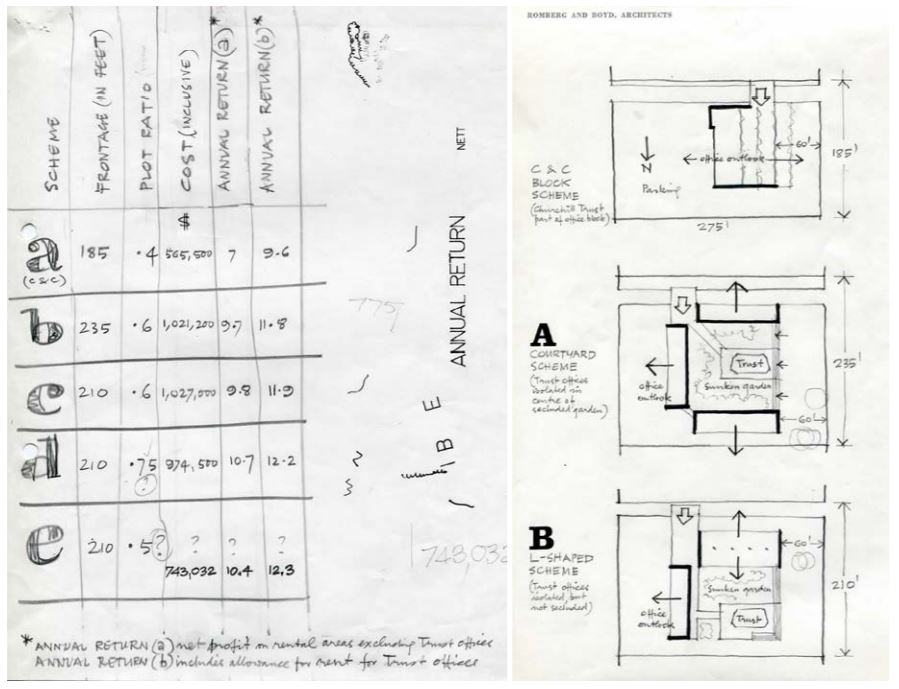 SCHEME
FRONTAGE (IN FEET)
PLOT RATIO
COST (INCLUSIVE)
*ANNUAL RETURN (a)
ANNUAL RETURN (b)*
$
a 185 .4 565,500 7 9.6
(C & C)
b 235 .6 1,021,200 9.7 11.8
210 .6 1,027,500 9.8 11.9
d 210 .75 974,500 10.7 12.2
(?)
e 210 .5(?) ? ? ?
743,032 10.4 12.3
775
ANNUAL RETURN NETT
B E
743,032
* ANNUAL RETURN (a) net profit on rental areas excluding Trust offices
ANNUAL RETURN (b) includes allowance for rent for Trust offices
ROMBERG AND BOYD, ARCHITECTS
C & C
BLOCK
SCHEME
(Churchill Trust
part of office block)
N
Parking
office outlook
60'
185'
275'
A
COURTYARD
SCHEME
(Trust offices
isolated in
centre of
secluded garden)
office
outlook
Trust
Sunken garden
60'
235'
B
L-SHAPED
SCHEME
(Trust offices
isolated, but
not secluded)
office
outlook
Sunken garden
Trust
60'
210'